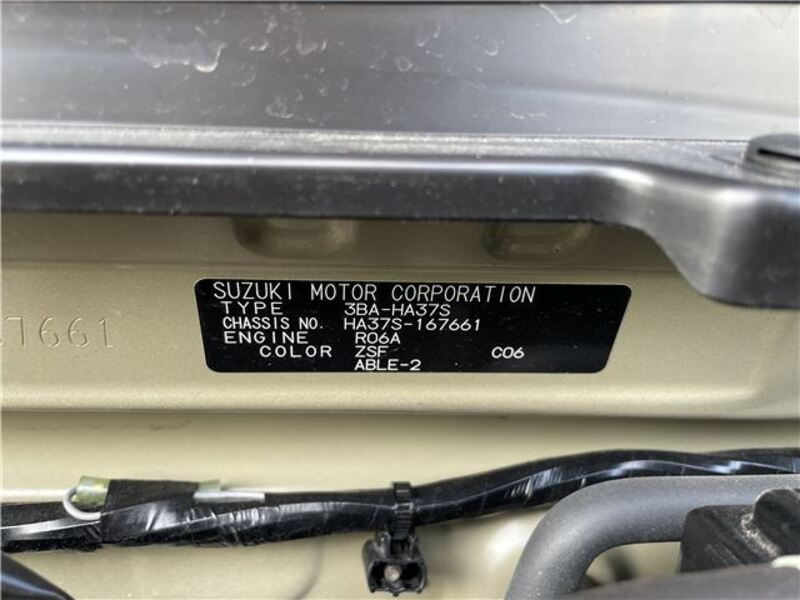 SUZUKI MOTOR CORPORATION
TYPE 3BA-HA37S
CHASSIS NO. HA37S-167661
ENGINE R06A
COLOR ZSF C06
ABLE-2
7661